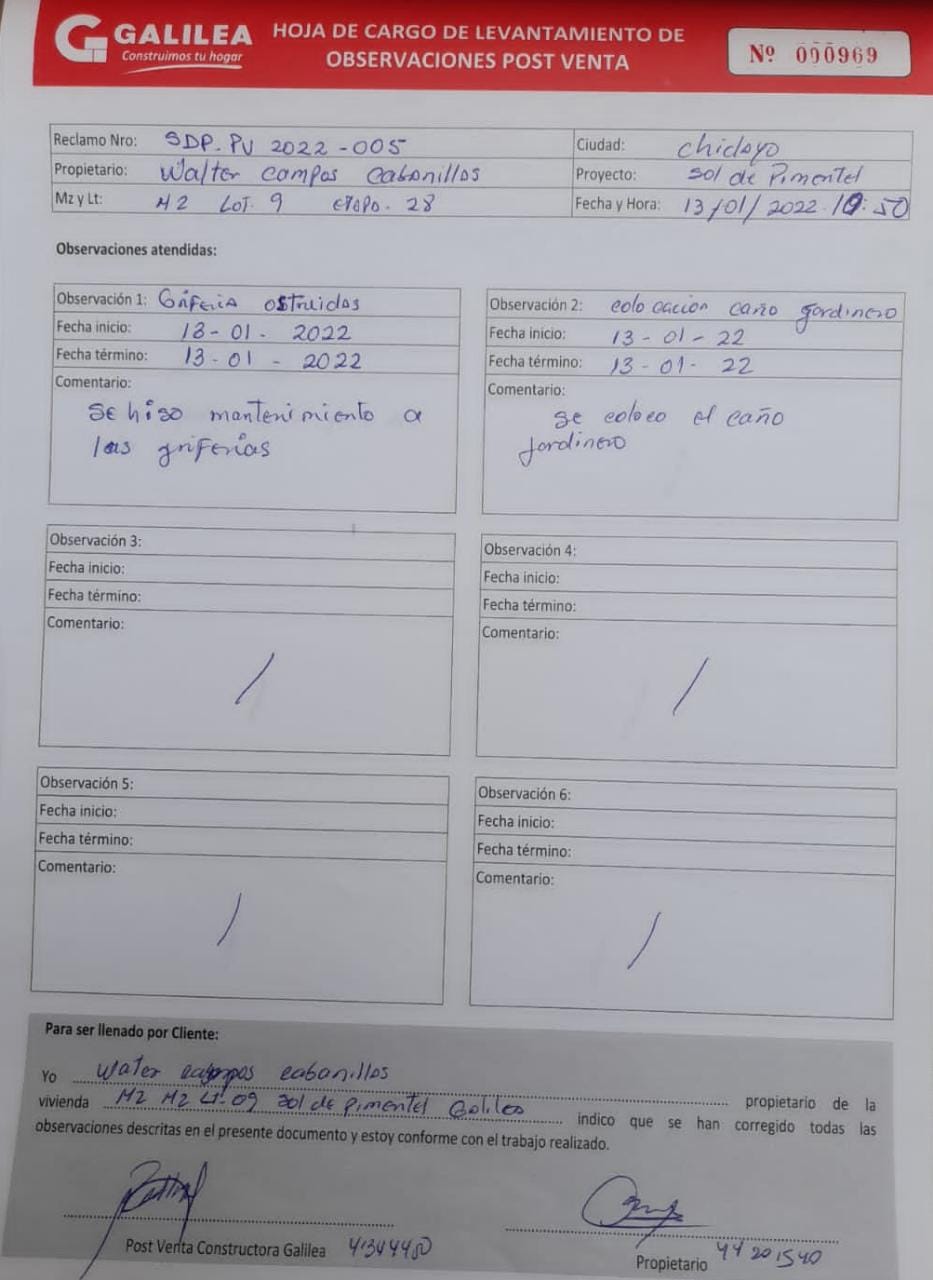 GALILEA
Construimos tu hogar
HOJA DE CARGO DE LEVANTAMIENTO DE
OBSERVACIONES POST VENTA
Nº 000969
Reclamo Nro: SDP-PV 2022-005
Ciudad: chiclayo
Propietario: Walter campos cabanillas
Proyecto: Sol de Pimentel
Mz y Lt: H2 LOT. 9 etapa. 28
Fecha y Hora: 13/01/2022. 10:50
Observaciones atendidas:
Observación 1: Griferia ostruidas
Fecha inicio: 13-01-2022
Fecha término: 13-01-2022
Comentario:
Se hiso mantenimiento a
las griferias
Observación 2: colocacion caño jardinero
Fecha inicio: 13-01-22
Fecha término: 13-01-22
Comentario:
se coloco el caño
jardinero
Observación 3:
Fecha inicio:
Fecha término:
Comentario:
Observación 4:
Fecha inicio:
Fecha término:
Comentario:
Observación 5:
Fecha inicio:
Fecha término:
Comentario:
Observación 6:
Fecha inicio:
Fecha término:
Comentario:
Para ser llenado por Cliente:
Yo Water campos cabanillas propietario de la
vivienda Mz H2 Lt. 09 Sol de Pimentel Galilea indico que se han corregido todas las
observaciones descritas en el presente documento y estoy conforme con el trabajo realizado.
Post Venta Constructora Galilea 41344450
Propietario 44201540